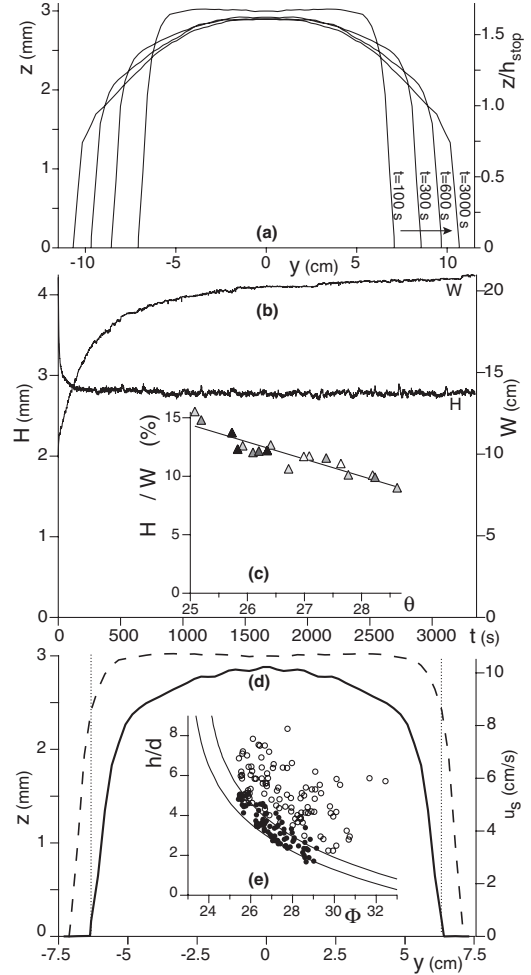 3
2
1
0
z (mm)
1.5
1
0.5
0
z/h_stop
t=100 s
t=300 s
t=600 s
t=3000 s
(a)
-10
-5
0
5
10
y (cm)
4
3
2
1
0
H (mm)
W
(b)
H
20
15
10
5
0
W (cm)
15
10
5
0
H / W (%)
(c)
25
26
27
28
θ
0
500
1000
1500
2000
2500
3000
t (s)
3
2
1
0
z (mm)
(d)
10
8
6
4
2
0
u_s (cm/s)
8
6
4
2
0
h/d
(e)
24
26
28
30
32
Φ
-7.5
-5
-2.5
0
2.5
5
7.5
y (cm)